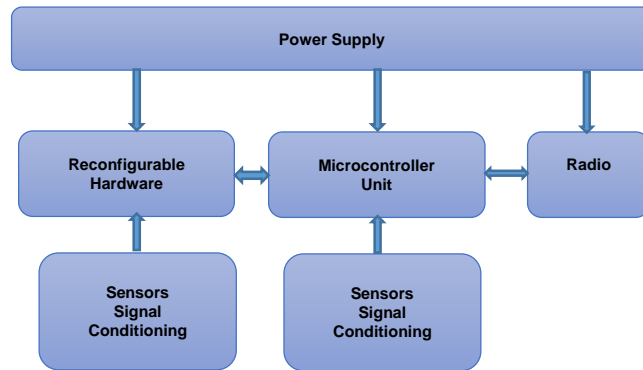 Power Supply
Reconfigurable
Hardware
Microcontroller
Unit
Radio
Sensors
Signal
Conditioning
Sensors
Signal
Conditioning